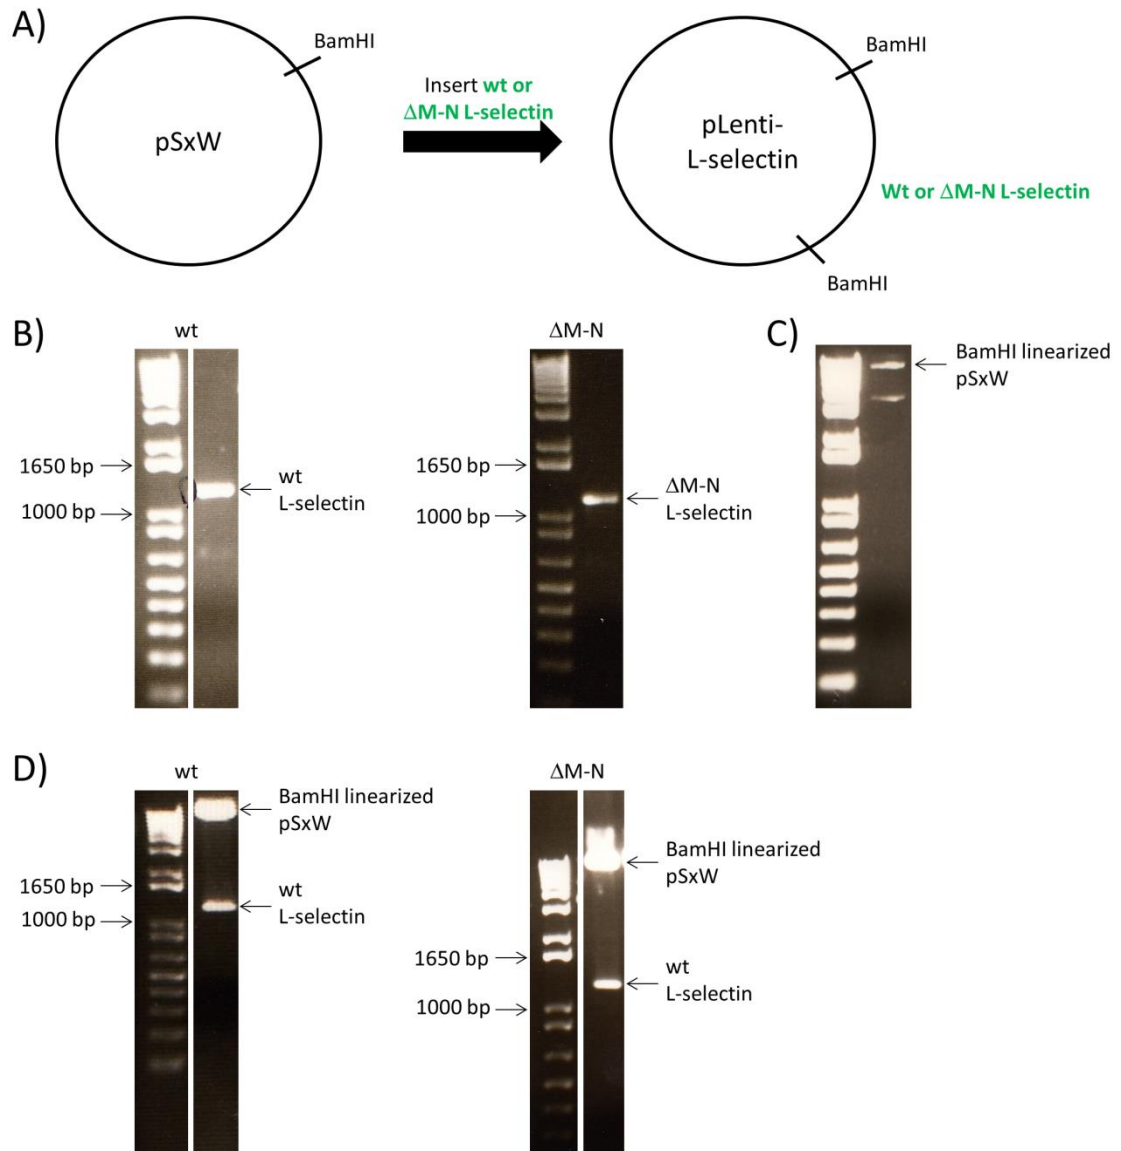 A)
BamHI
pSxW
Insert wt or
ΔM-N L-selectin
BamHI
pLenti-
L-selectin
Wt or ΔM-N L-selectin
BamHI
B)
wt
1650 bp
1000 bp
wt
L-selectin
ΔM-N
1650 bp
1000 bp
ΔM-N
L-selectin
C)
BamHI linearized
pSxW
D)
wt
BamHI linearized
pSxW
1650 bp
1000 bp
wt
L-selectin
ΔM-N
BamHI linearized
pSxW
1650 bp
1000 bp
wt
L-selectin